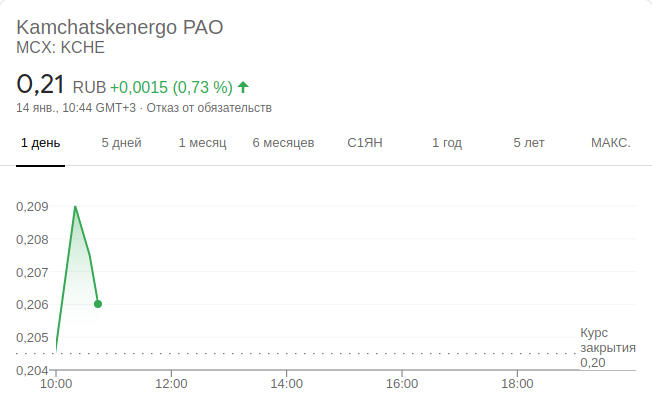 Kamchatskenergo PAO
MCX: KCHE
0,21 RUB +0,0015 (0,73 %)
14 янв., 10:44 GMT+3 · Отказ от обязательств
1 день 5 дней 1 месяц 6 месяцев С1ЯН 1 год 5 лет МАКС.
0,209
0,208
0,207
0,206
0,205
0,204
Курс
закрытия
0,20
10:00 12:00 14:00 16:00 18:00